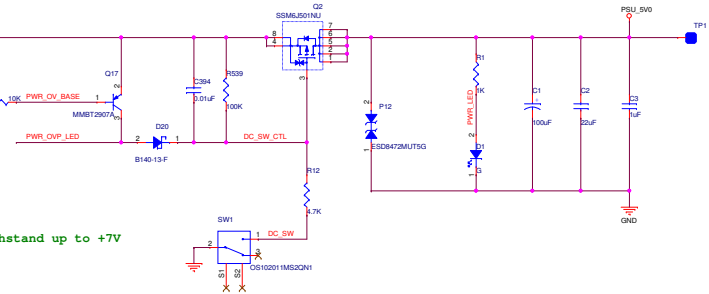 Q2
SSM6J501NU
PSU_5V0
TP1
8
4
7
6
5
2
1
3
Q17
2
C394
0.01uF
R539
100K
10K
PWR_OV_BASE
1
MMBT2907A
3
PWR_OVP_LED
2
D20
1
B140-13-F
DC_SW_CTL
2
P12
1
ESD8472MUT5G
R1
1K
PWR_LED
2
D1
1
G
C1
100uF
C2
22uF
C3
1uF
R12
4.7K
GND
SW1
hstand up to +7V
2
1
DC_SW
3
OS102011MS2QN1
S1
S2